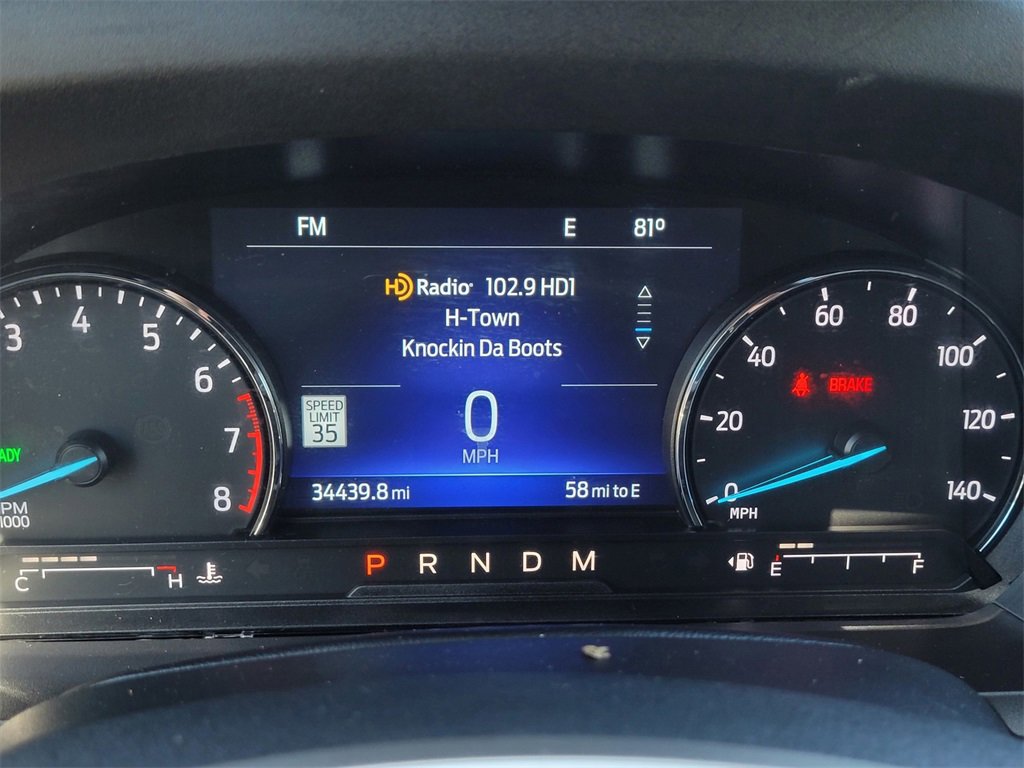 FM E 81º
HD Radio 102.9 HD1
H-Town
Knockin Da Boots
SPEED
LIMIT
35
0
MPH
34439.8 mi 58 mi to E
3 4 5 6 7 8
ADY
PM
1000
0 20 40 60 80 100 120 140
BRAKE
MPH
C H
P R N D M
E F